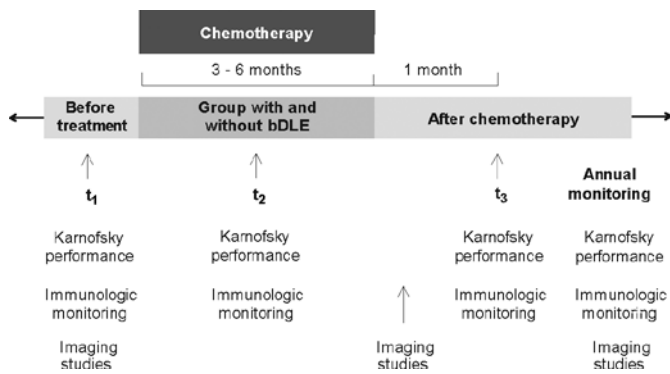 Chemotherapy
3 - 6 months
1 month
Before
treatment
Group with and
without bDLE
After chemotherapy
t1
t2
t3
Annual
monitoring
Karnofsky
performance
Karnofsky
performance
Karnofsky
performance
Karnofsky
performance
Immunologic
monitoring
Immunologic
monitoring
Immunologic
monitoring
Immunologic
monitoring
Imaging
studies
Imaging
studies
Imaging
studies